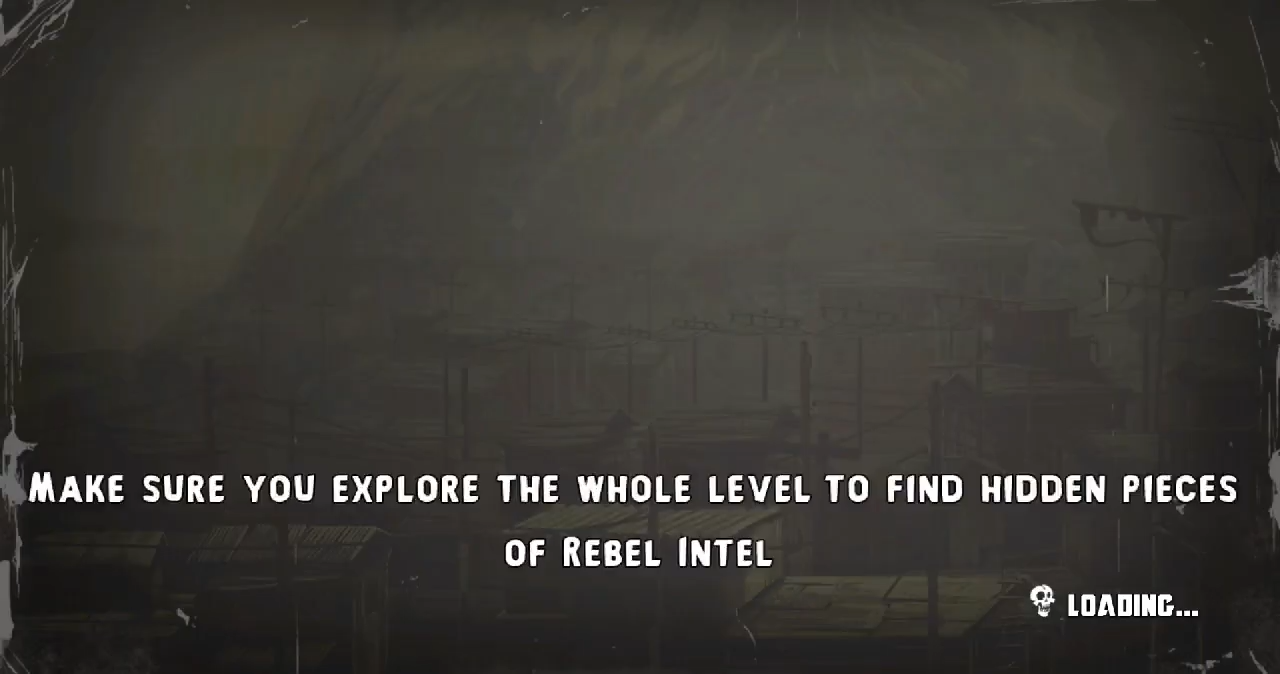 Make sure you explore the whole level to find hidden pieces
of Rebel Intel
Loading...